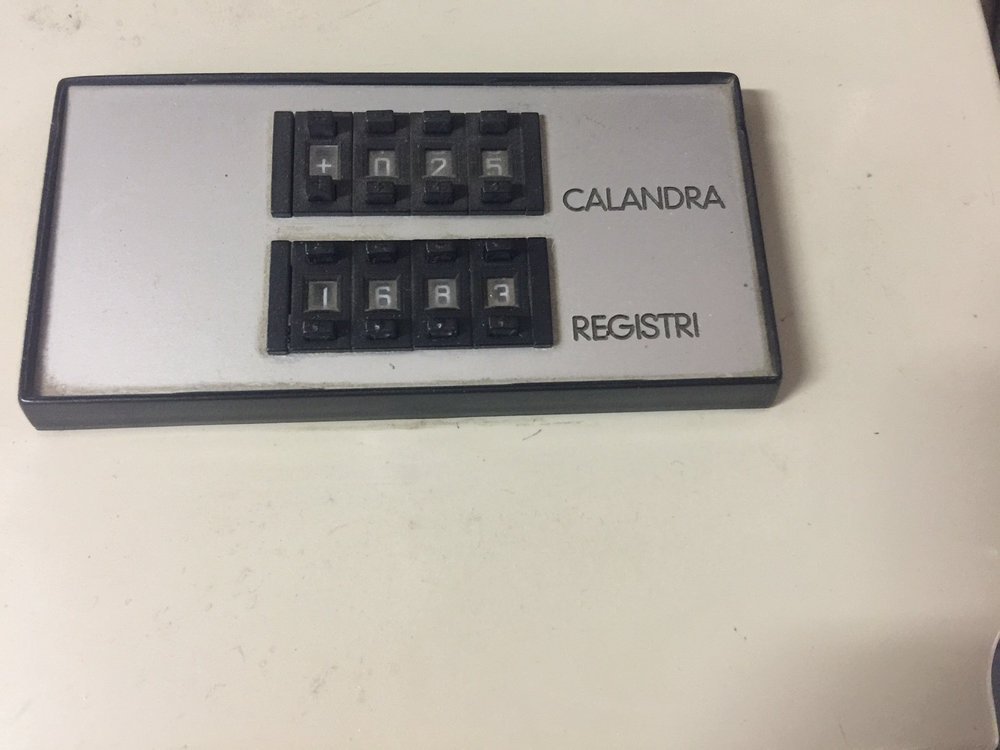 +025 CALANDRA
1683 REGISTRI